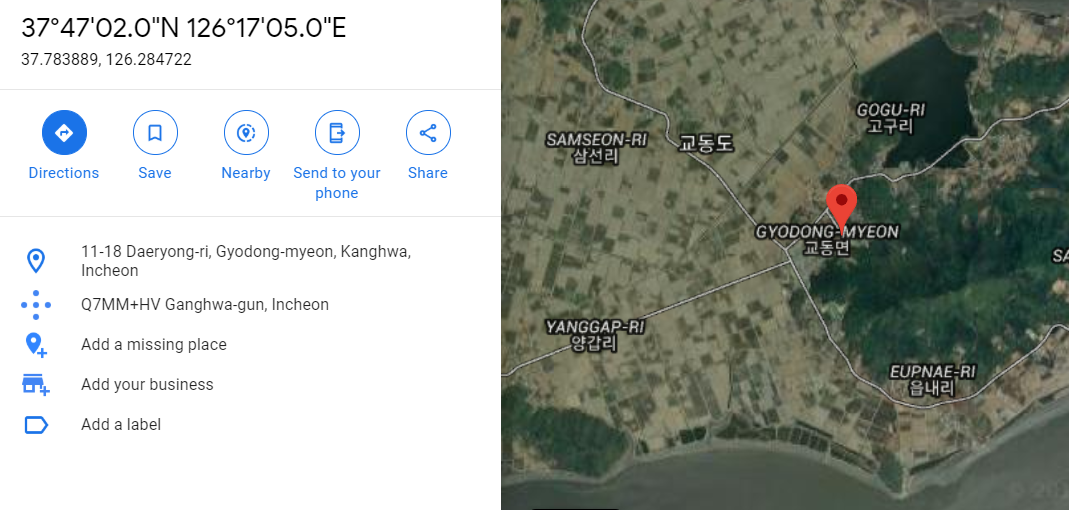 37°47'02.0"N 126°17'05.0"E
37.783889, 126.284722
Directions
Save
Nearby
Send to your
phone
Share
11-18 Daeryong-ri, Gyodong-myeon, Kanghwa,
Incheon
Q7MM+HV Ganghwa-gun, Incheon
Add a missing place
Add your business
Add a label
GOGU-RI
고구리
SAMSEON-RI
삼선리
교동도
GYODONG-MYEON
교동면
SA
YANGGAP-RI
양갑리
EUPNAE-RI
읍내리